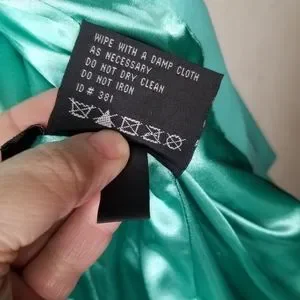 WIPE WITH A DAMP CLOTH
AS NECESSARY
DO NOT DRY CLEAN
DO NOT IRON
ID # 381